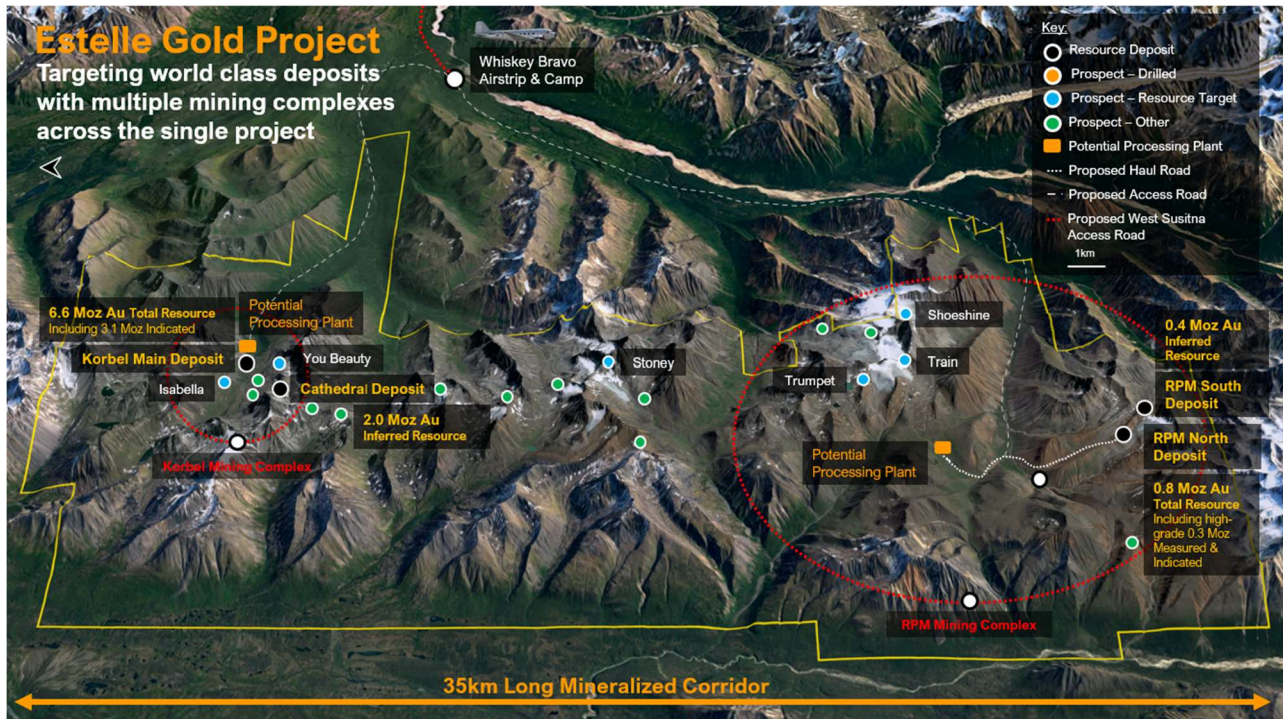 Estelle Gold Project
Targeting world class deposits
with multiple mining complexes
across the single project
Whiskey Bravo
Airstrip & Camp
Key:
Resource Deposit
Prospect – Drilled
Prospect – Resource Target
Prospect – Other
Potential Processing Plant
Proposed Haul Road
Proposed Access Road
Proposed West Susitna
Access Road
1km
6.6 Moz Au Total Resource
Including 3.1 Moz Indicated
Potential
Processing Plant
Korbel Main Deposit
You Beauty
Isabella
Cathedral Deposit
2.0 Moz Au
Inferred Resource
Korbel Mining Complex
Stoney
Shoeshine
Train
Trumpet
Potential
Processing Plant
0.4 Moz Au
Inferred
Resource
RPM South
Deposit
RPM North
Deposit
0.8 Moz Au
Total Resource
Including high-
grade 0.3 Moz
Measured &
Indicated
RPM Mining Complex
35km Long Mineralized Corridor